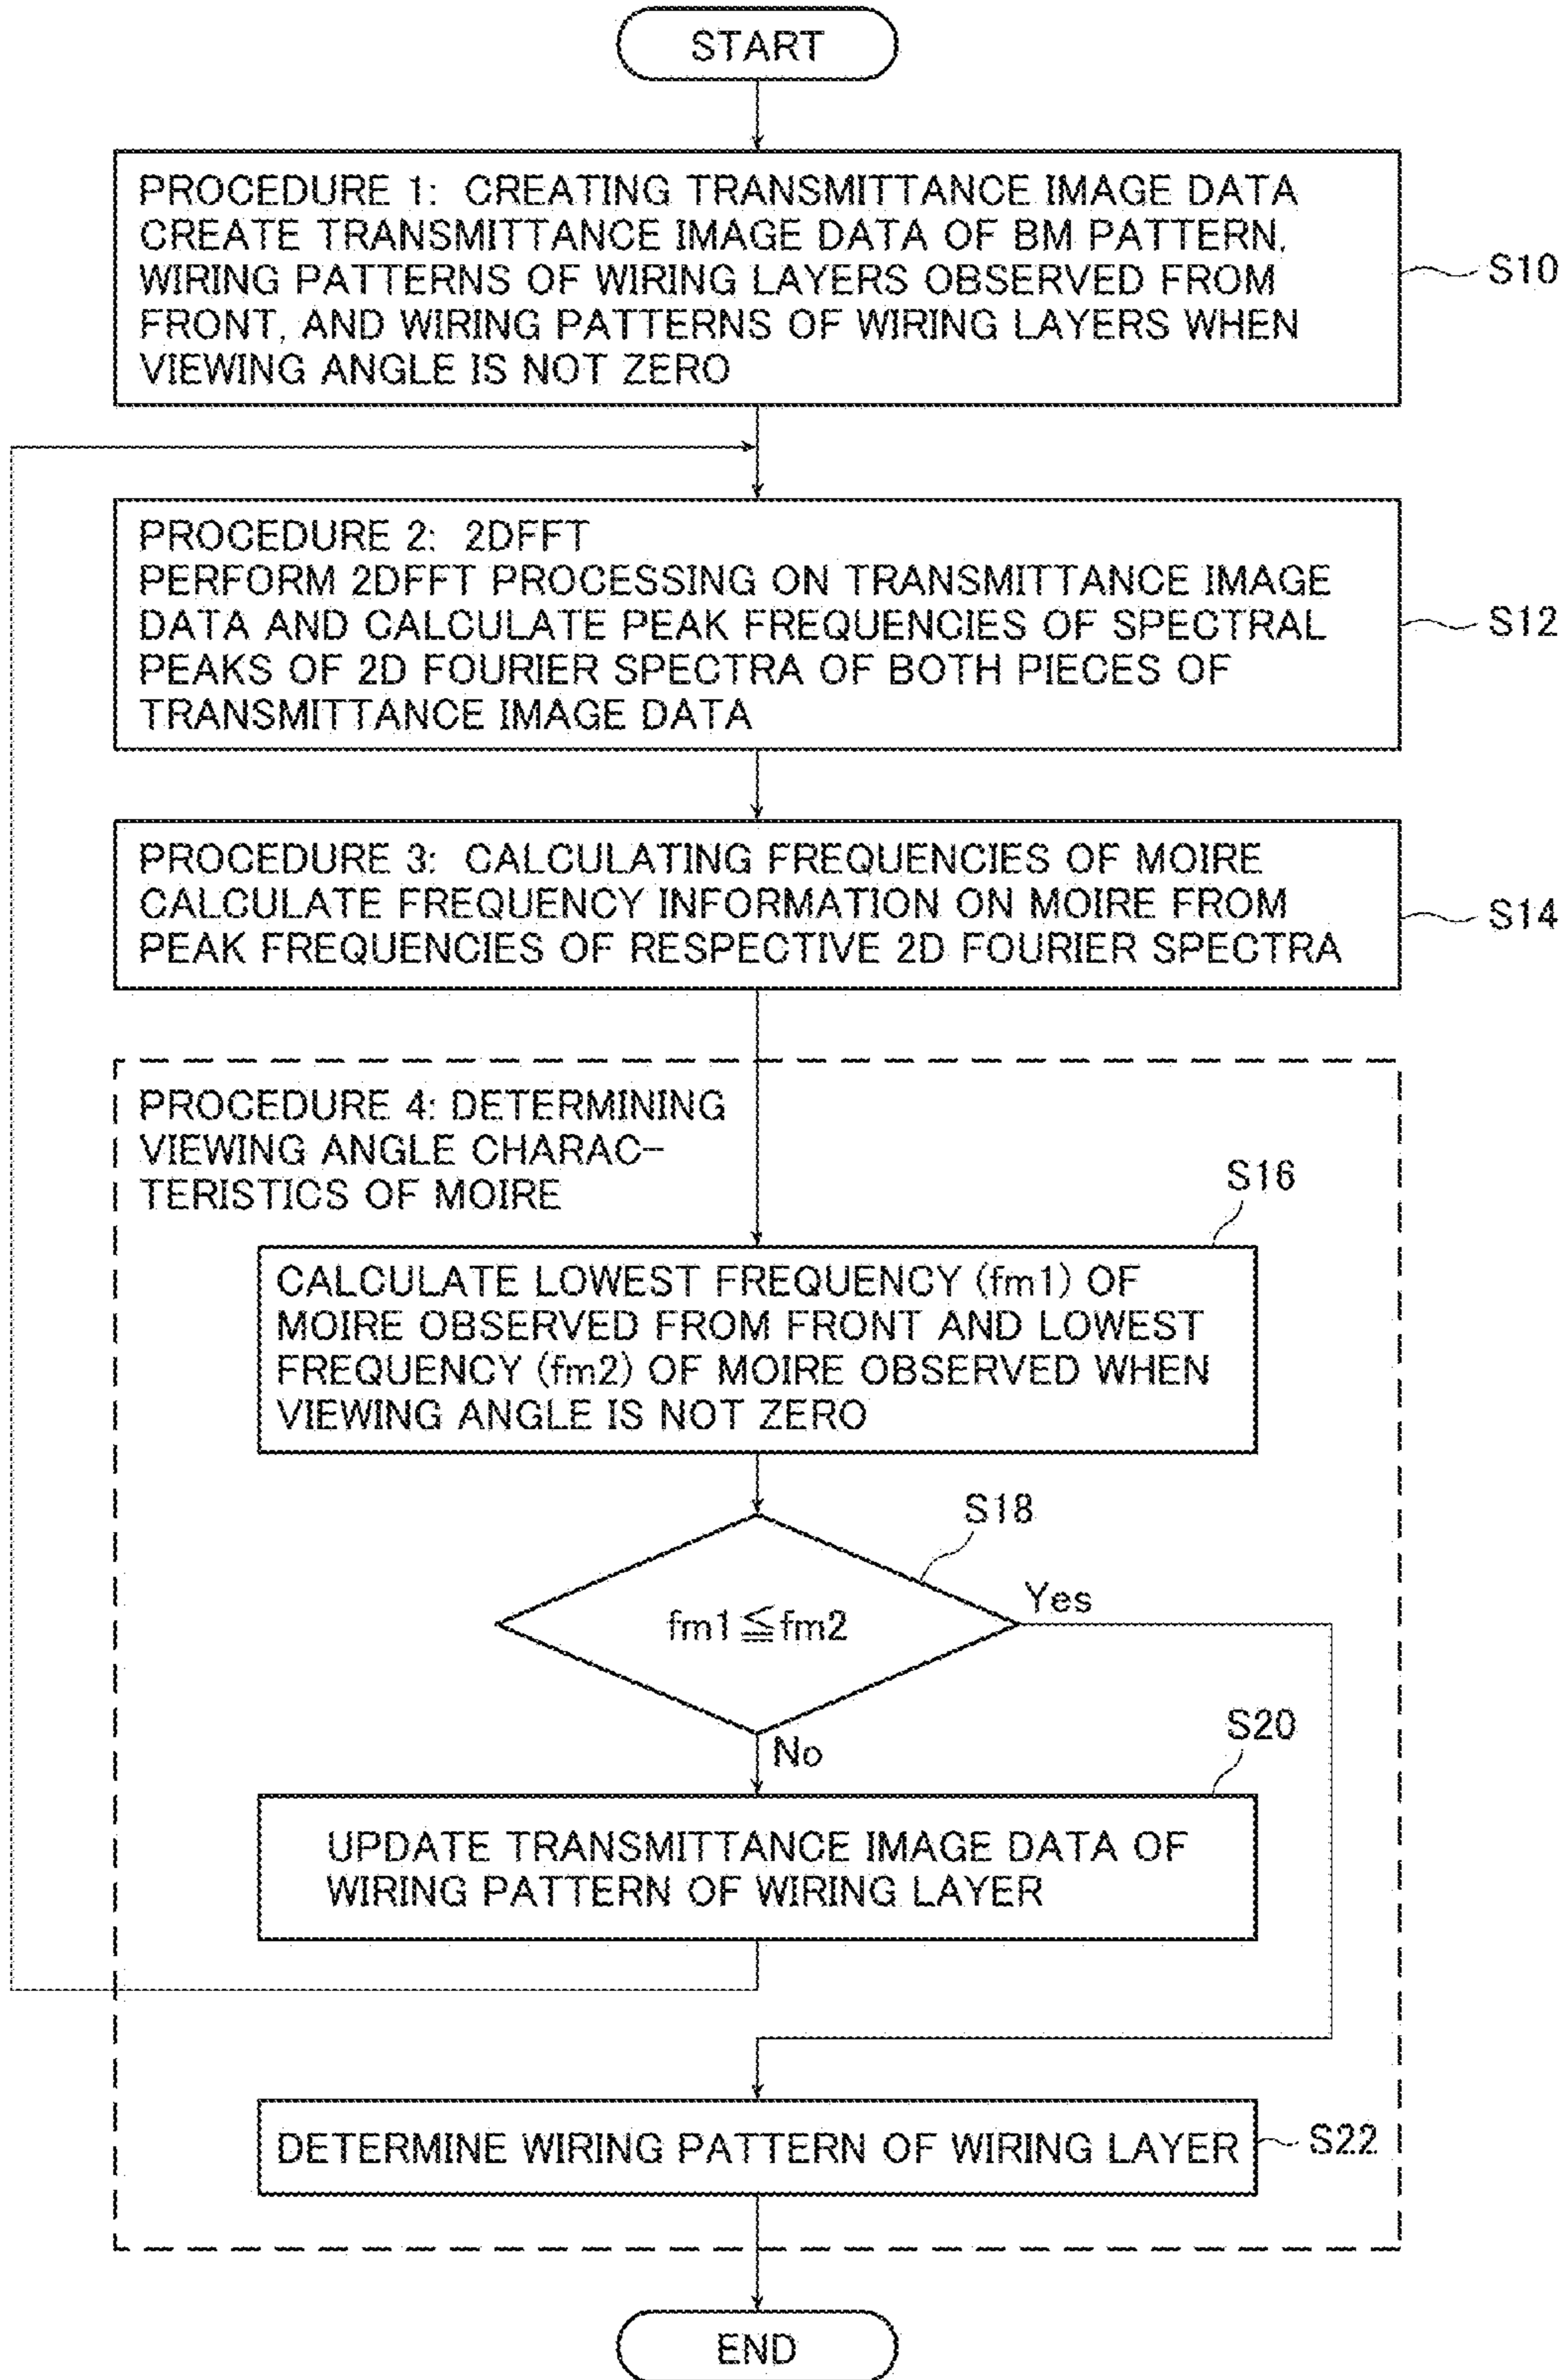 START
PROCEDURE 1: CREATING TRANSMITTANCE IMAGE DATA
CREATE TRANSMITTANCE IMAGE DATA OF BM PATTERN,
WIRING PATTERNS OF WIRING LAYERS OBSERVED FROM
FRONT, AND WIRING PATTERNS OF WIRING LAYERS WHEN
VIEWING ANGLE IS NOT ZERO
S10
PROCEDURE 2: 2DFFT
PERFORM 2DFFT PROCESSING ON TRANSMITTANCE IMAGE
DATA AND CALCULATE PEAK FREQUENCIES OF SPECTRAL
PEAKS OF 2D FOURIER SPECTRA OF BOTH PIECES OF
TRANSMITTANCE IMAGE DATA
S12
PROCEDURE 3: CALCULATING FREQUENCIES OF MOIRE
CALCULATE FREQUENCY INFORMATION ON MOIRE FROM
PEAK FREQUENCIES OF RESPECTIVE 2D FOURIER SPECTRA
S14
PROCEDURE 4: DETERMINING
VIEWING ANGLE CHARAC-
TERISTICS OF MOIRE
S16
CALCULATE LOWEST FREQUENCY (fm1) OF
MOIRE OBSERVED FROM FRONT AND LOWEST
FREQUENCY (fm2) OF MOIRE OBSERVED WHEN
VIEWING ANGLE IS NOT ZERO
S18
fm1≦fm2
Yes
No
S20
UPDATE TRANSMITTANCE IMAGE DATA OF
WIRING PATTERN OF WIRING LAYER
DETERMINE WIRING PATTERN OF WIRING LAYER
S22
END